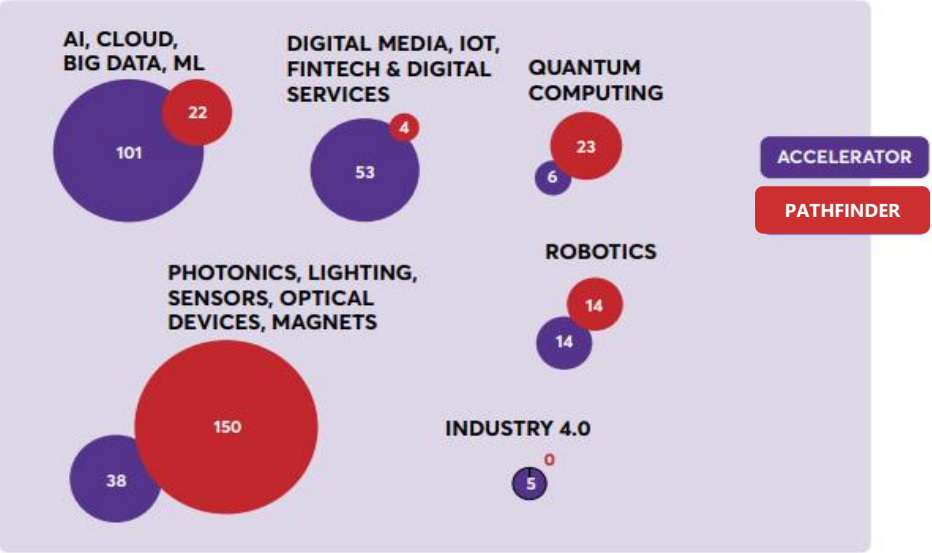 AI, CLOUD,
BIG DATA, ML
22
101
DIGITAL MEDIA, IOT,
FINTECH & DIGITAL
SERVICES
4
53
QUANTUM
COMPUTING
23
6
ACCELERATOR
PATHFINDER
PHOTONICS, LIGHTING,
SENSORS, OPTICAL
DEVICES, MAGNETS
150
38
ROBOTICS
14
14
INDUSTRY 4.0
0
5